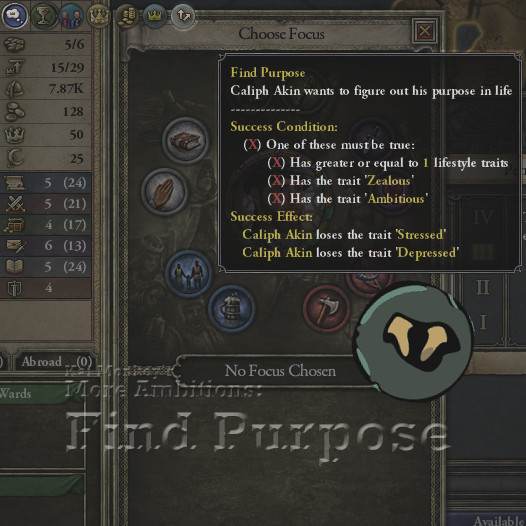 Choose Focus
X
5/6
15/29
7.87K
128
50
25
5 (24)
5 (21)
4 (17)
6 (13)
5 (24)
4
Find Purpose
Caliph Akin wants to figure out his purpose in life
--------------
Success Condition:
(X) One of these must be true:
(X) Has greater or equal to 1 lifestyle traits
(X) Has the trait 'Zealous'
(X) Has the trait 'Ambitious'
Success Effect:
Caliph Akin loses the trait 'Stressed'
Caliph Akin loses the trait 'Depressed'
IV
II
I
) Abroad ...(0)
No Focus Chosen
Wards
More Ambitions:
Find Purpose
Available